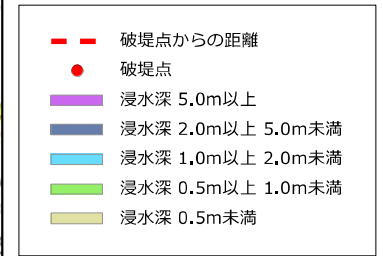 破堤点からの距離
破堤点
浸水深 5.0m以上
浸水深 2.0m以上 5.0m未満
浸水深 1.0m以上 2.0m未満
浸水深 0.5m以上 1.0m未満
浸水深 0.5m未満